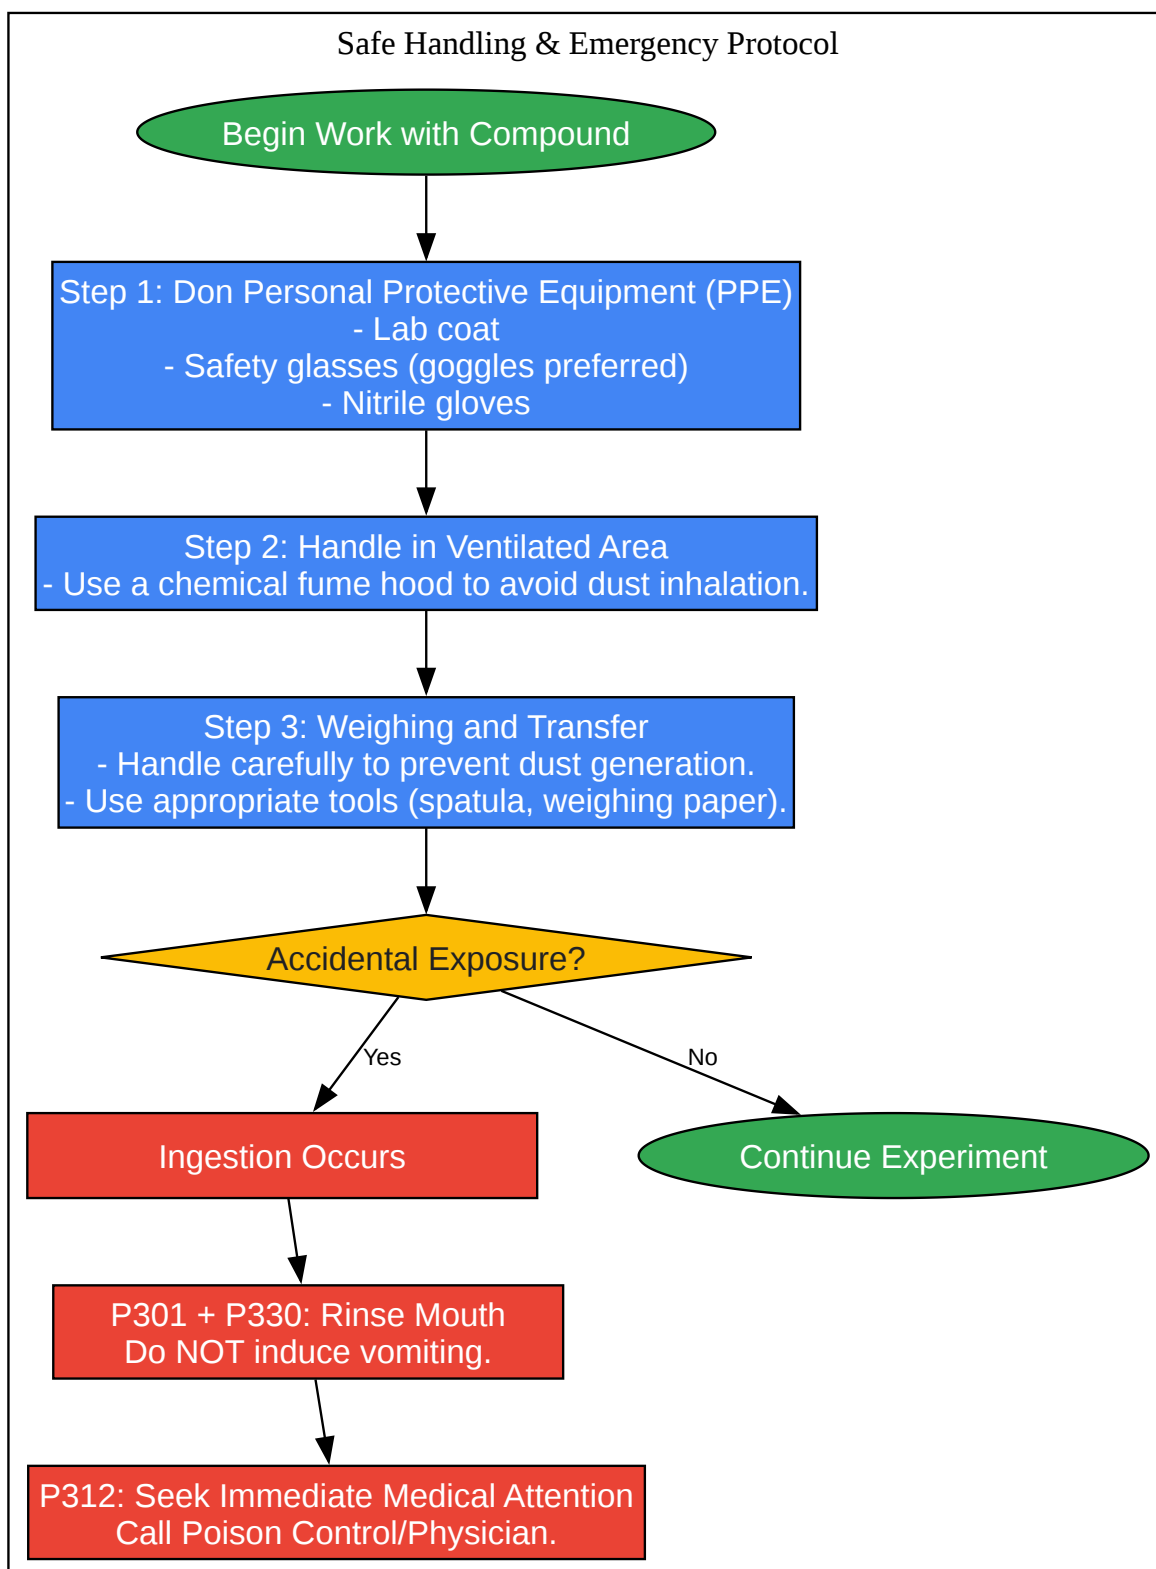 Safe Handling & Emergency Protocol
Begin Work with Compound
Step 1: Don Personal Protective Equipment (PPE)
- Lab coat
- Safety glasses (goggles preferred)
- Nitrile gloves
Step 2: Handle in Ventilated Area
- Use a chemical fume hood to avoid dust inhalation.
Step 3: Weighing and Transfer
- Handle carefully to prevent dust generation.
- Use appropriate tools (spatula, weighing paper).
Accidental Exposure?
Yes
No
Ingestion Occurs
Continue Experiment
P301 + P330: Rinse Mouth
Do NOT induce vomiting.
P312: Seek Immediate Medical Attention
Call Poison Control/Physician.